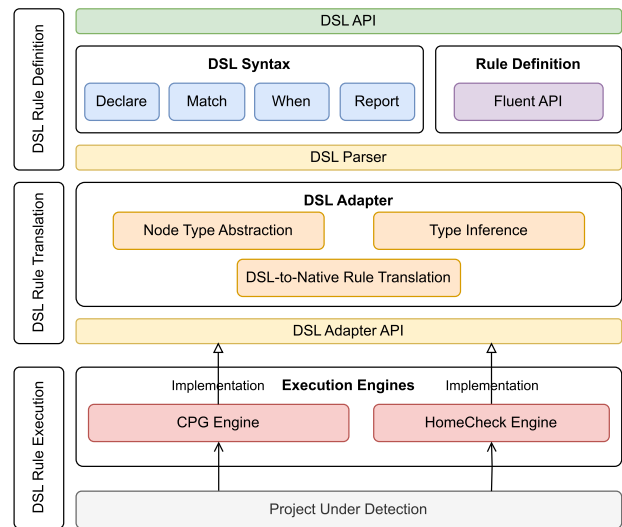 DSL Rule Definition
DSL API
DSL Syntax
Declare
Match
When
Report
Rule Definition
Fluent API
DSL Parser
DSL Rule Translation
DSL Adapter
Node Type Abstraction
Type Inference
DSL-to-Native Rule Translation
DSL Adapter API
DSL Rule Execution
Implementation
Execution Engines
Implementation
CPG Engine
HomeCheck Engine
Project Under Detection